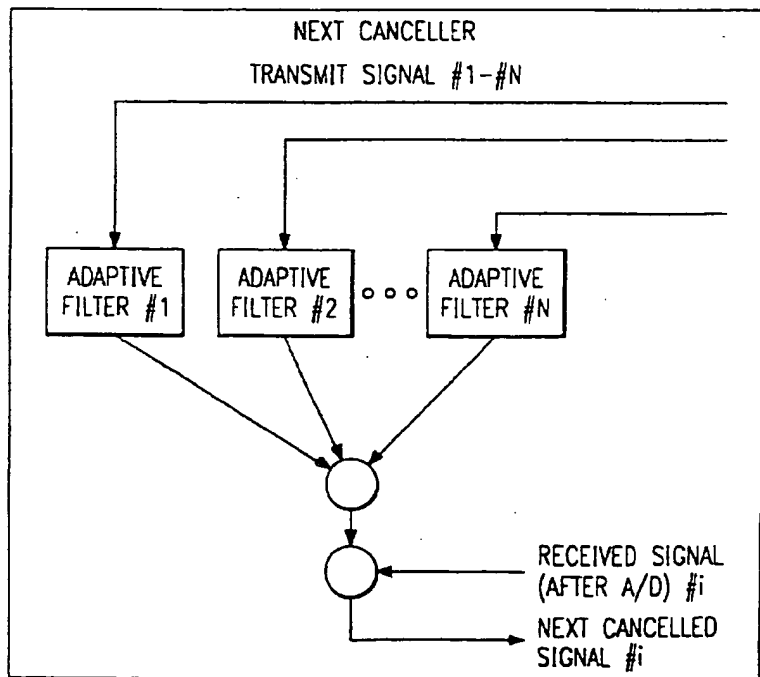 NEXT CANCELLER
TRANSMIT SIGNAL #1-#N
ADAPTIVE
FILTER #1
ADAPTIVE
FILTER #2
ADAPTIVE
FILTER #N
RECEIVED SIGNAL
(AFTER A/D) #i
NEXT CANCELLED
SIGNAL #i